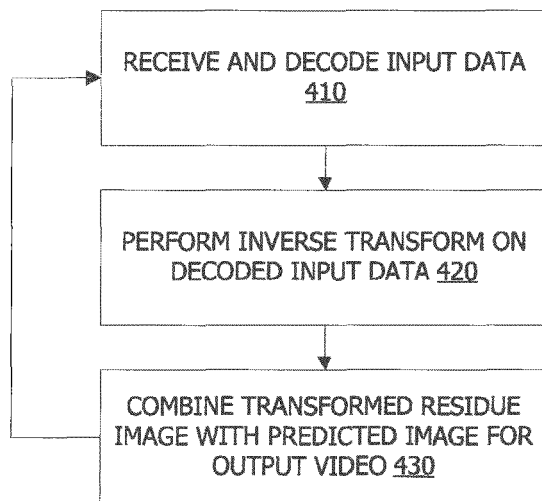 RECEIVE AND DECODE INPUT DATA
410
PERFORM INVERSE TRANSFORM ON
DECODED INPUT DATA 420
COMBINE TRANSFORMED RESIDUE
IMAGE WITH PREDICTED IMAGE FOR
OUTPUT VIDEO 430